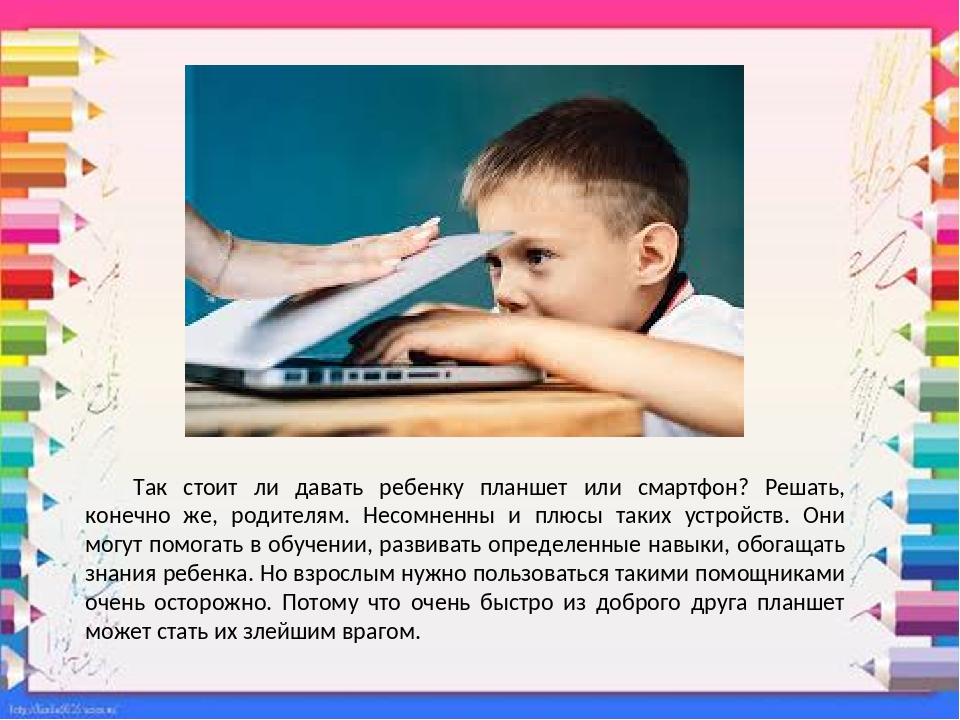 Так стоит ли давать ребенку планшет или смартфон? Решать,
конечно же, родителям. Несомненны и плюсы таких устройств. Они
могут помогать в обучении, развивать определенные навыки, обогащать
знания ребенка. Но взрослым нужно пользоваться такими помощниками
очень осторожно. Потому что очень быстро из доброго друга планшет
может стать их злейшим врагом.